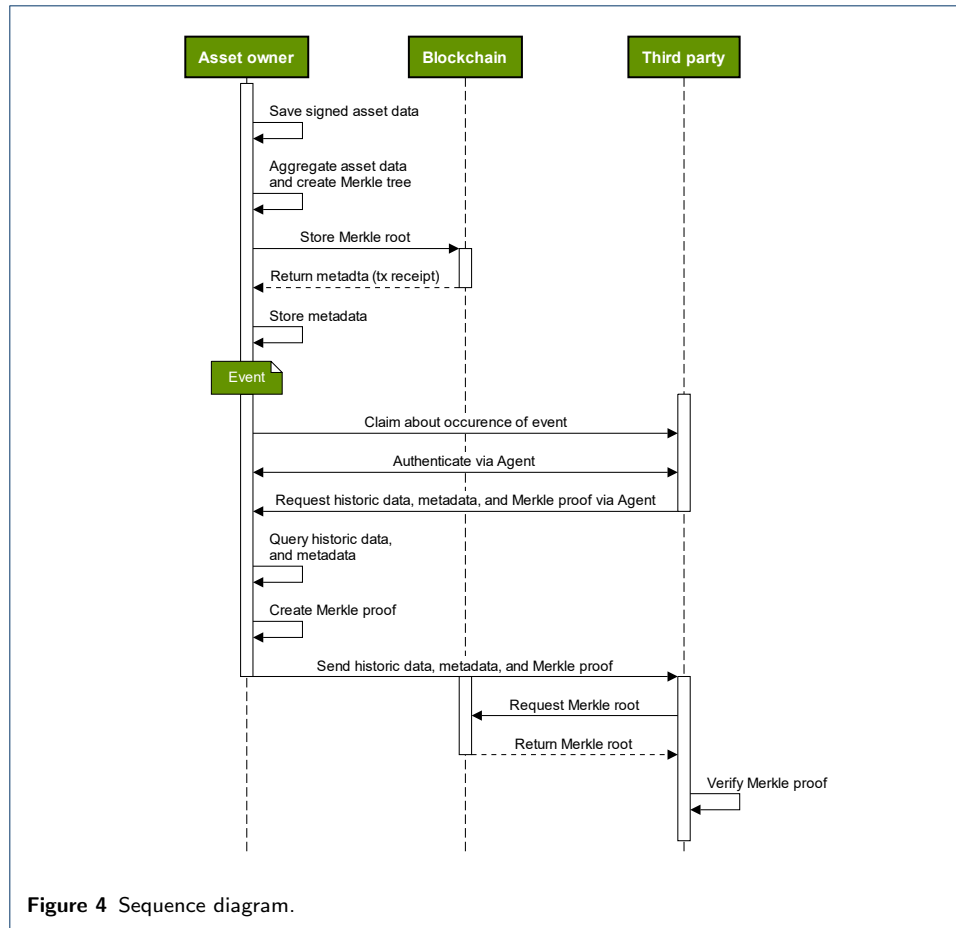 Asset owner
Blockchain
Third party
Save signed asset data
Aggregate asset data
and create Merkle tree
Store Merkle root
Return metadta (tx receipt)
Store metadata
Event
Claim about occurence of event
Authenticate via Agent
Request historic data, metadata, and Merkle proof via Agent
Query historic data,
and metadata
Create Merkle proof
Send historic data, metadata, and Merkle proof
Request Merkle root
Return Merkle root
Verify Merkle proof
Figure 4 Sequence diagram.